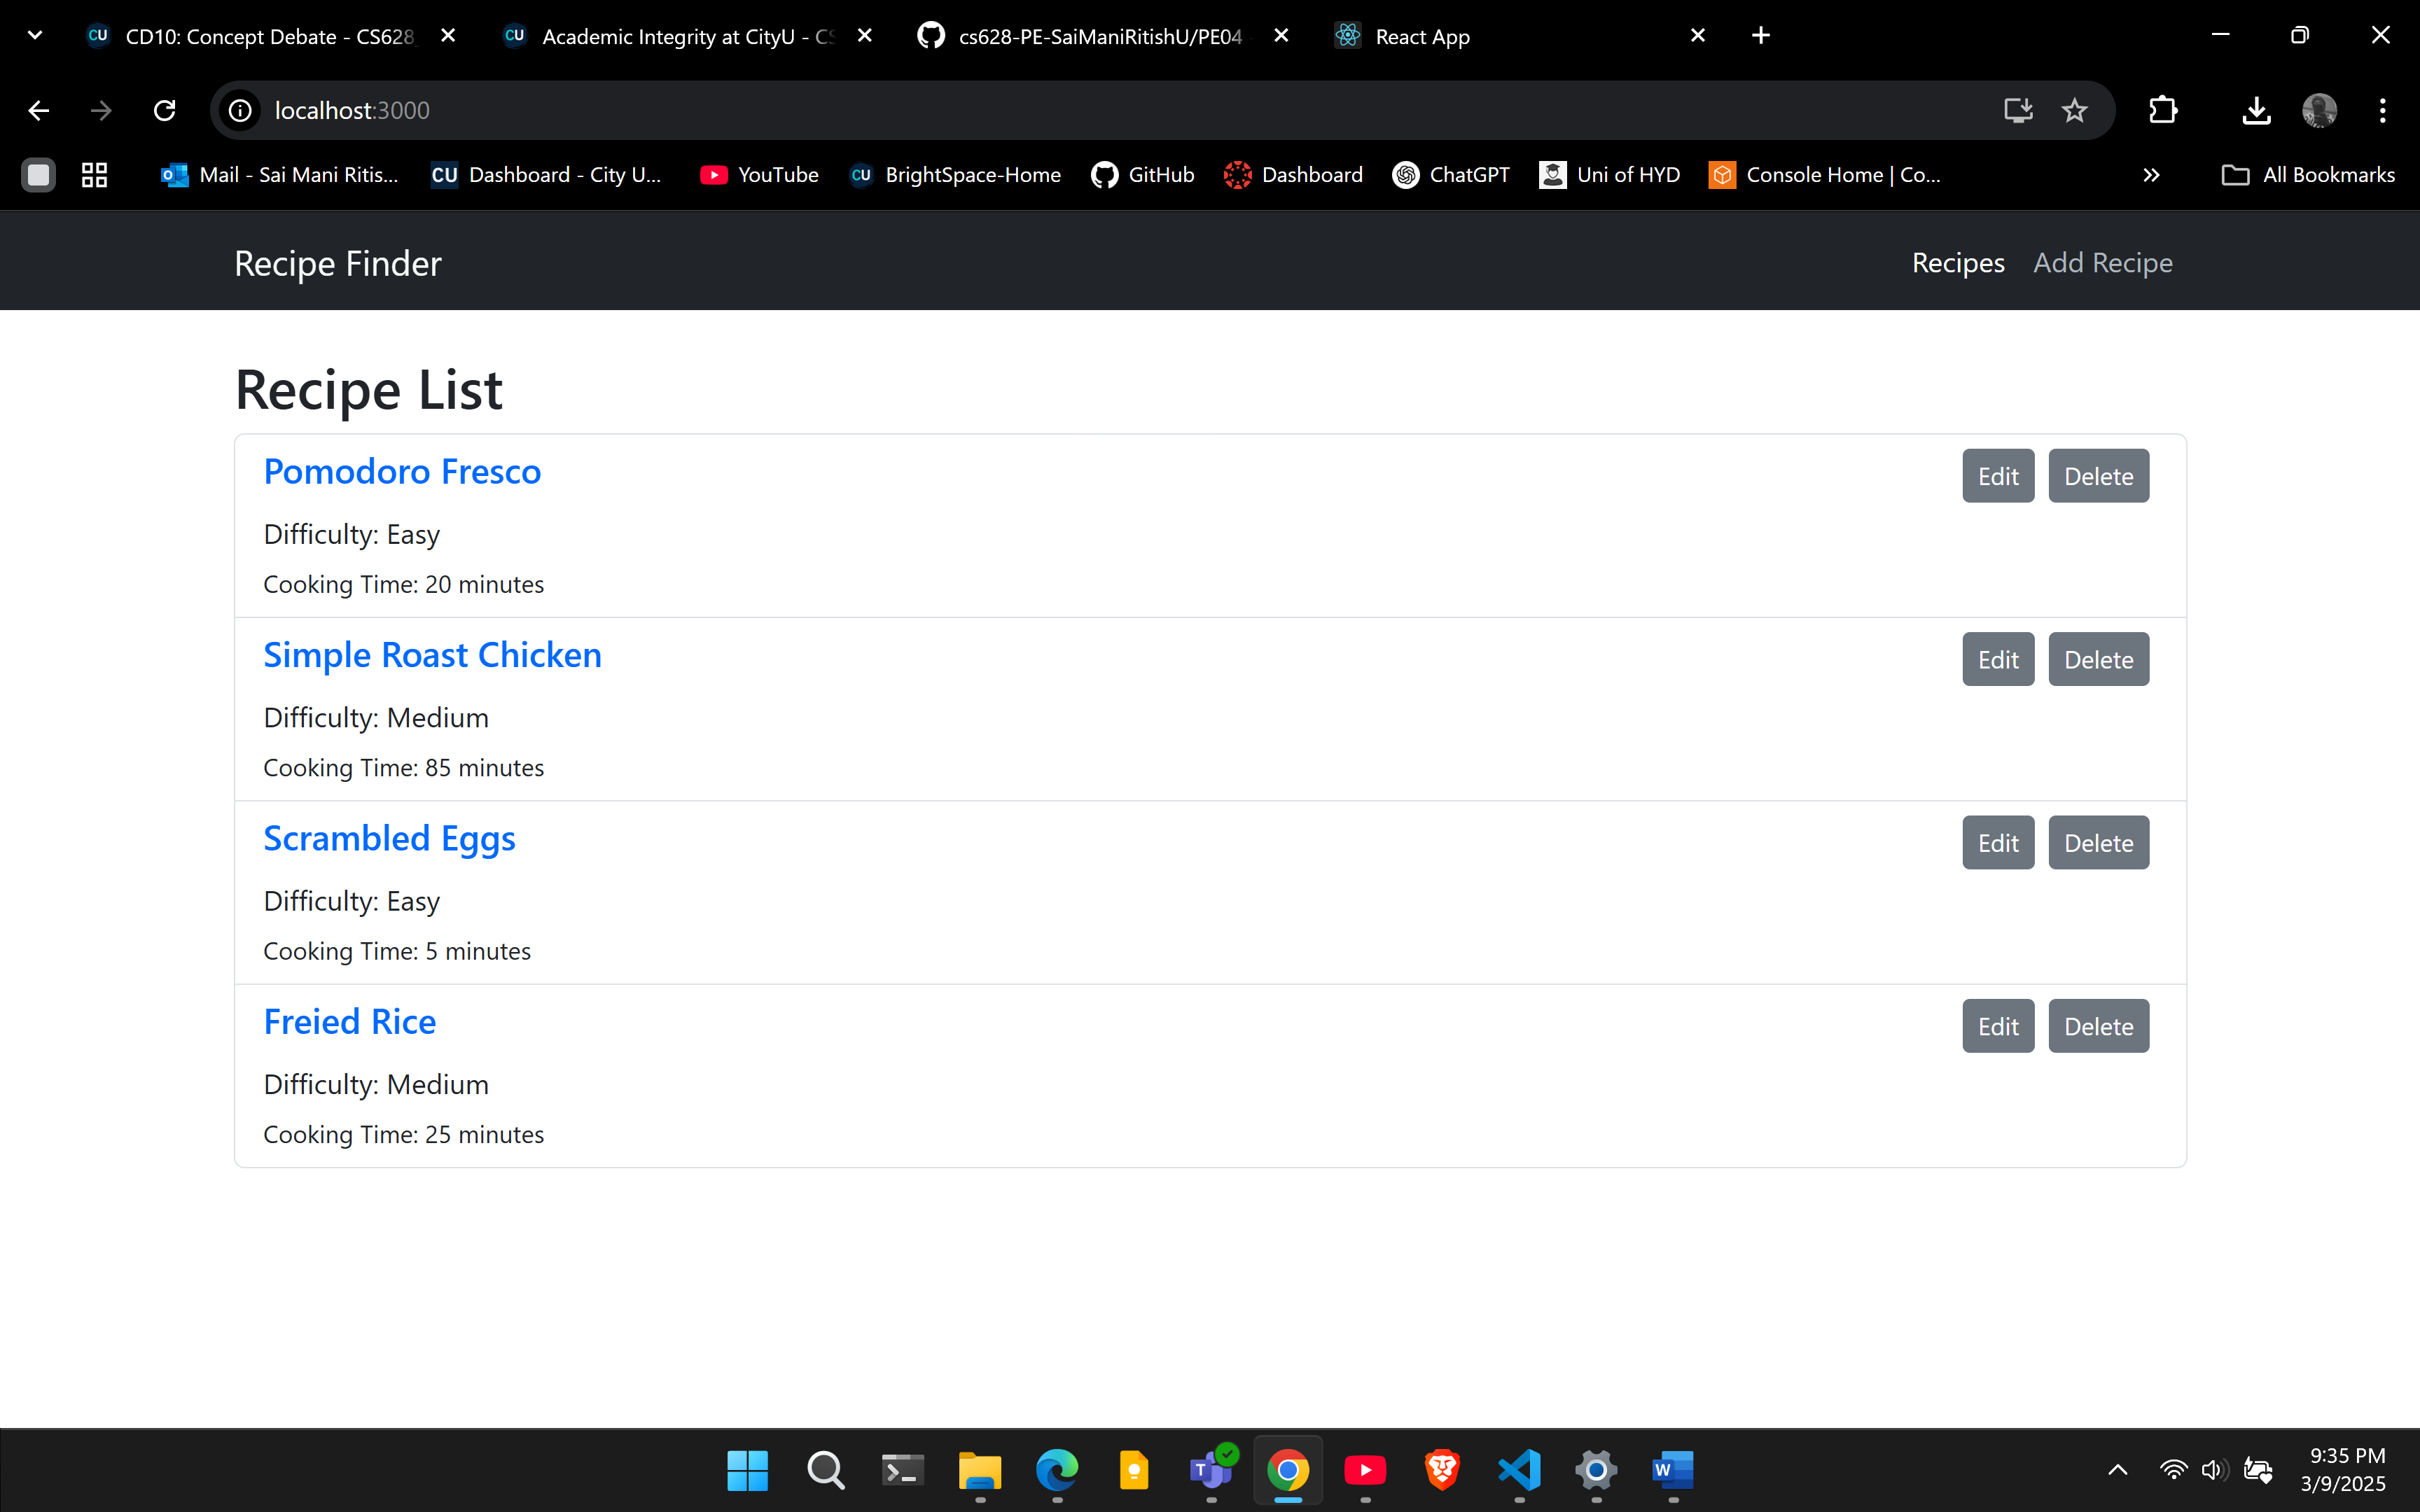 CD10: Concept Debate - CS628
Academic Integrity at CityU - CS
cs628-PE-SaiManiRitishU/PE04
React App
localhost:3000
Mail - Sai Mani Ritis...
CU Dashboard - City U...
YouTube
CU BrightSpace-Home
GitHub
Dashboard
ChatGPT
Uni of HYD
Console Home | Co...
All Bookmarks
Recipe Finder
Recipes
Add Recipe
Recipe List
Pomodoro Fresco
Edit
Delete
Difficulty: Easy
Cooking Time: 20 minutes
Simple Roast Chicken
Edit
Delete
Difficulty: Medium
Cooking Time: 85 minutes
Scrambled Eggs
Edit
Delete
Difficulty: Easy
Cooking Time: 5 minutes
Freied Rice
Edit
Delete
Difficulty: Medium
Cooking Time: 25 minutes
9:35 PM
3/9/2025